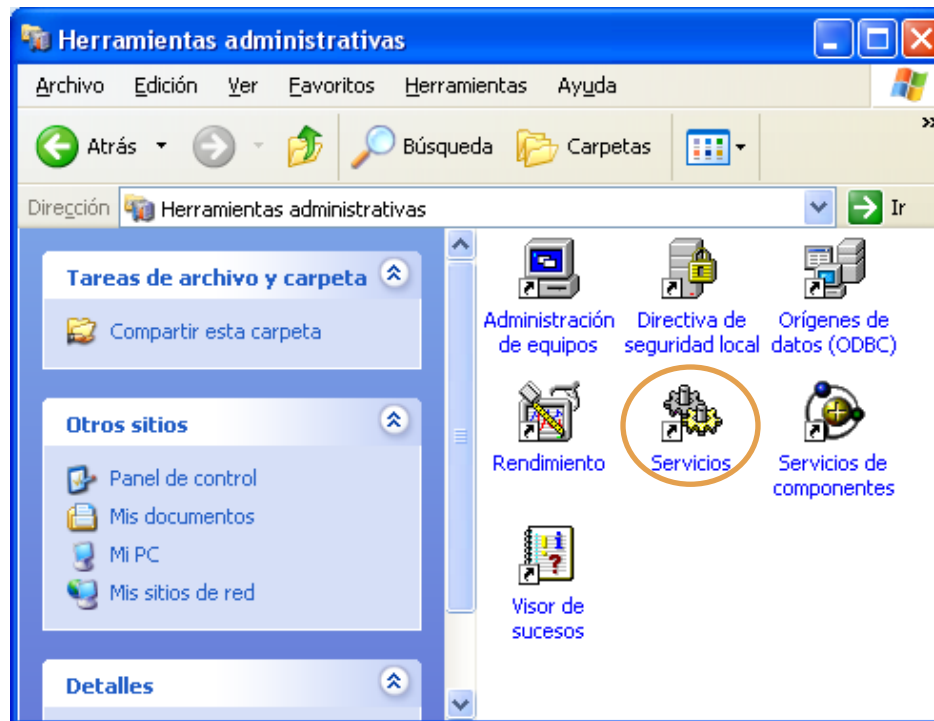 Herramientas administrativas
Archivo Edición Ver Favoritos Herramientas Ayuda
Atrás Búsqueda Carpetas »
Dirección Herramientas administrativas Ir
Tareas de archivo y carpeta
Compartir esta carpeta
Otros sitios
Panel de control
Mis documentos
Mi PC
Mis sitios de red
Detalles
Administración
de equipos
Directiva de
seguridad local
Orígenes de
datos (ODBC)
Rendimiento
Servicios
Servicios de
componentes
Visor de
sucesos